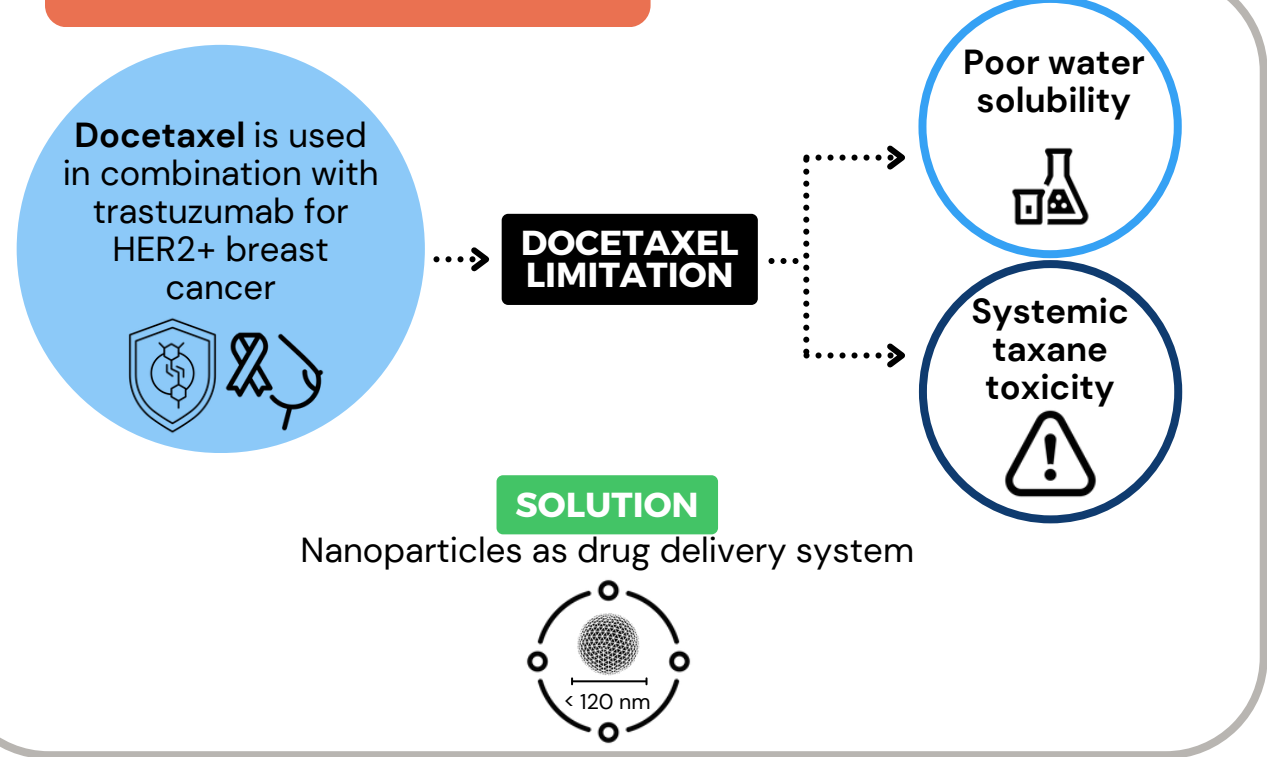 Docetaxel is used
in combination with
trastuzumab for
HER2+ breast
cancer
DOCETAXEL
LIMITATION
Poor water
solubility
Systemic
taxane
toxicity
SOLUTION
Nanoparticles as drug delivery system
< 120 nm